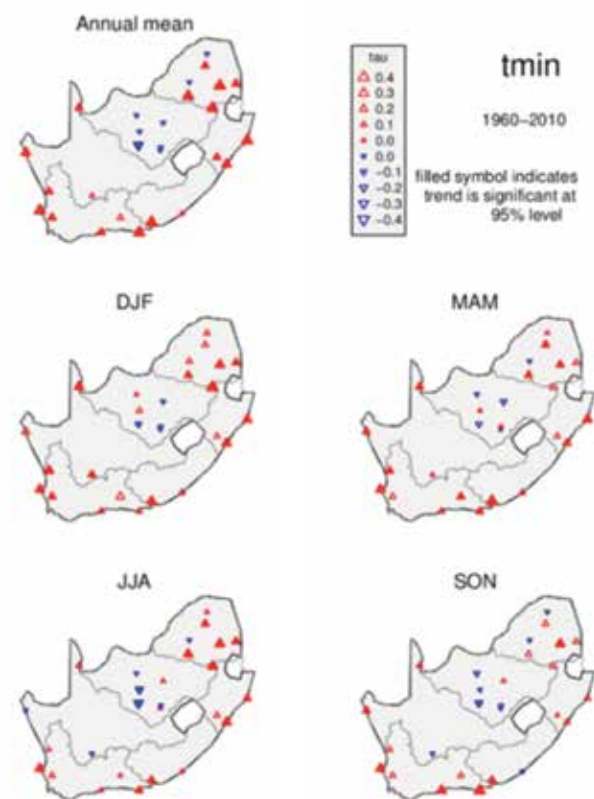 Annual mean
tau
0.4
0.3
0.2
0.1
0.0
0.0
−0.1
−0.2
−0.3
−0.4
tmin
1960−2010
filled symbol indicates
trend is significant at
95% level
DJF
MAM
JJA
SON